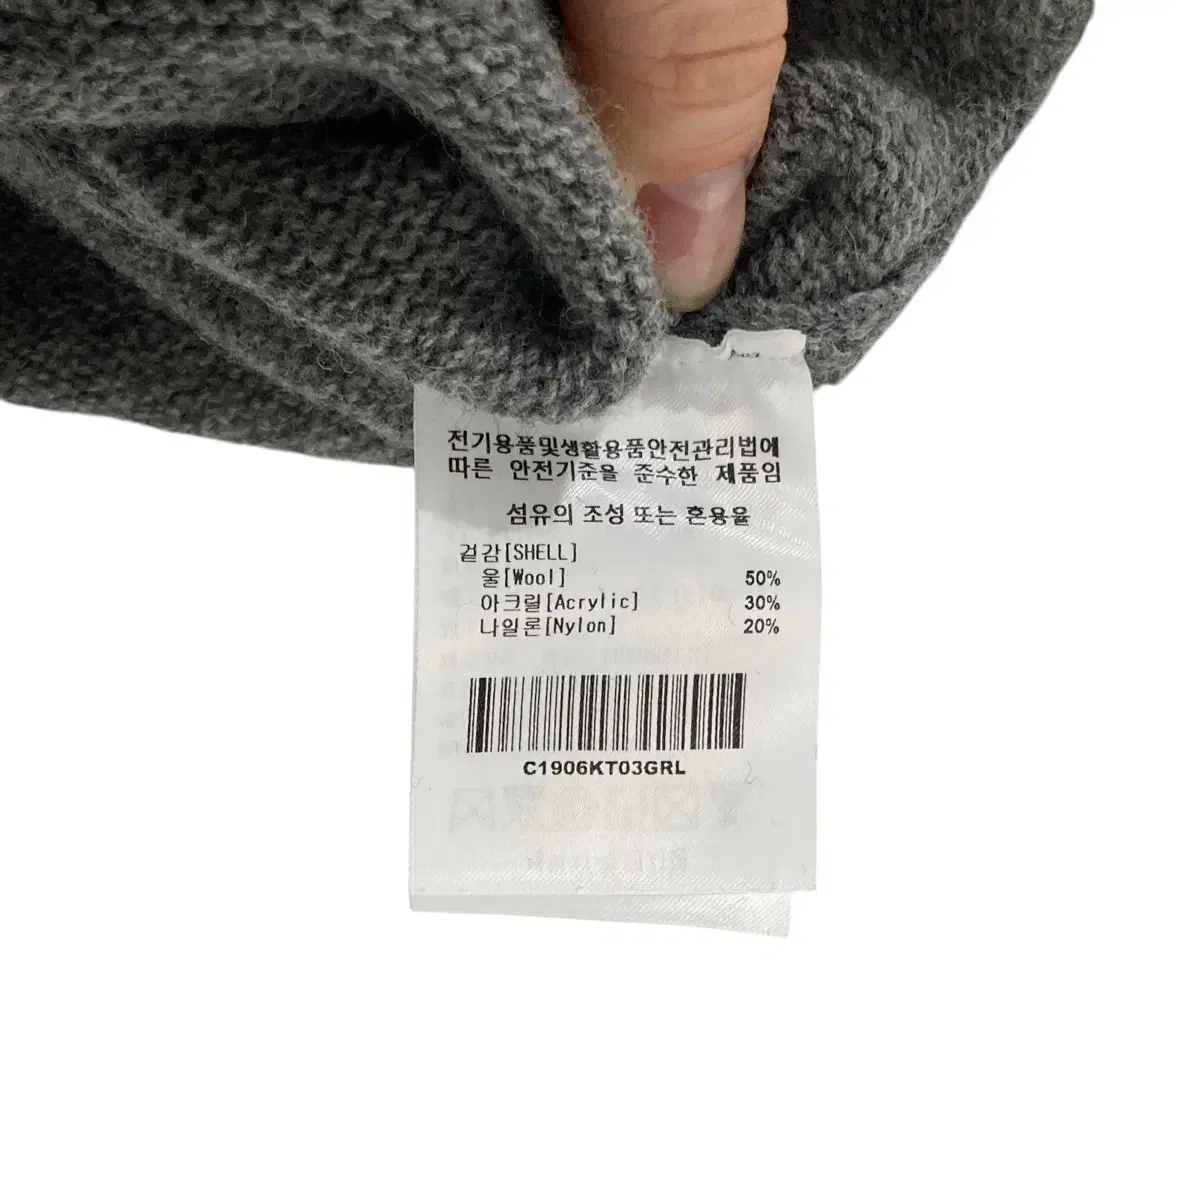 전기용품및생활용품안전관리법에
따른 안전기준을 준수한 제품임
섬유의 조성 또는 혼용율
겉감[SHELL]
울[Wool] 50%
아크릴[Acrylic] 30%
나일론[Nylon] 20%
C1906KT03GRL